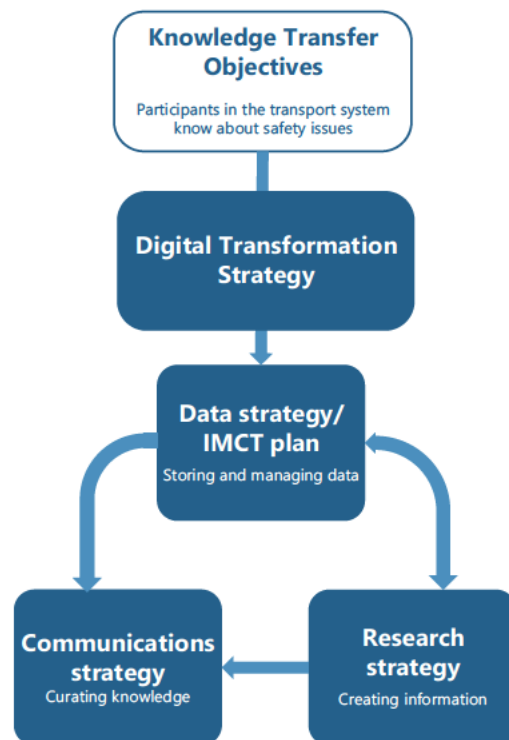 Knowledge Transfer
Objectives
Participants in the transport system
know about safety issues
Digital Transformation
Strategy
Data strategy/
IMCT plan
Storing and managing data
Communications
strategy
Curating knowledge
Research
strategy
Creating information